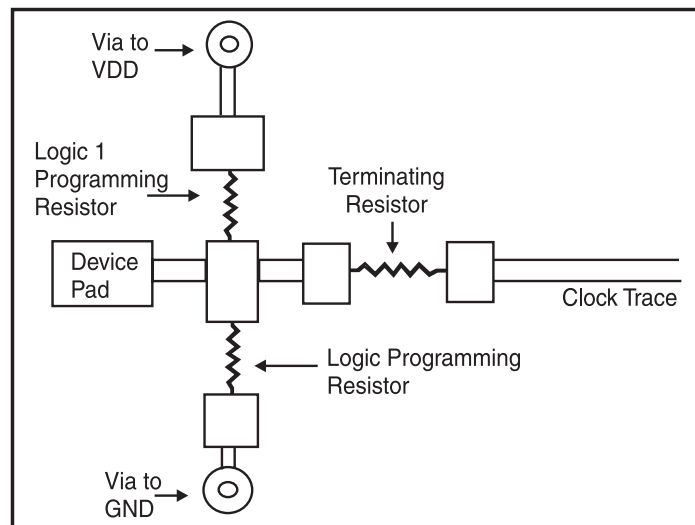 Via to
VDD
Logic 1
Programming
Resistor
Terminating
Resistor
Device
Pad
Clock Trace
Logic Programming
Resistor
Via to
GND